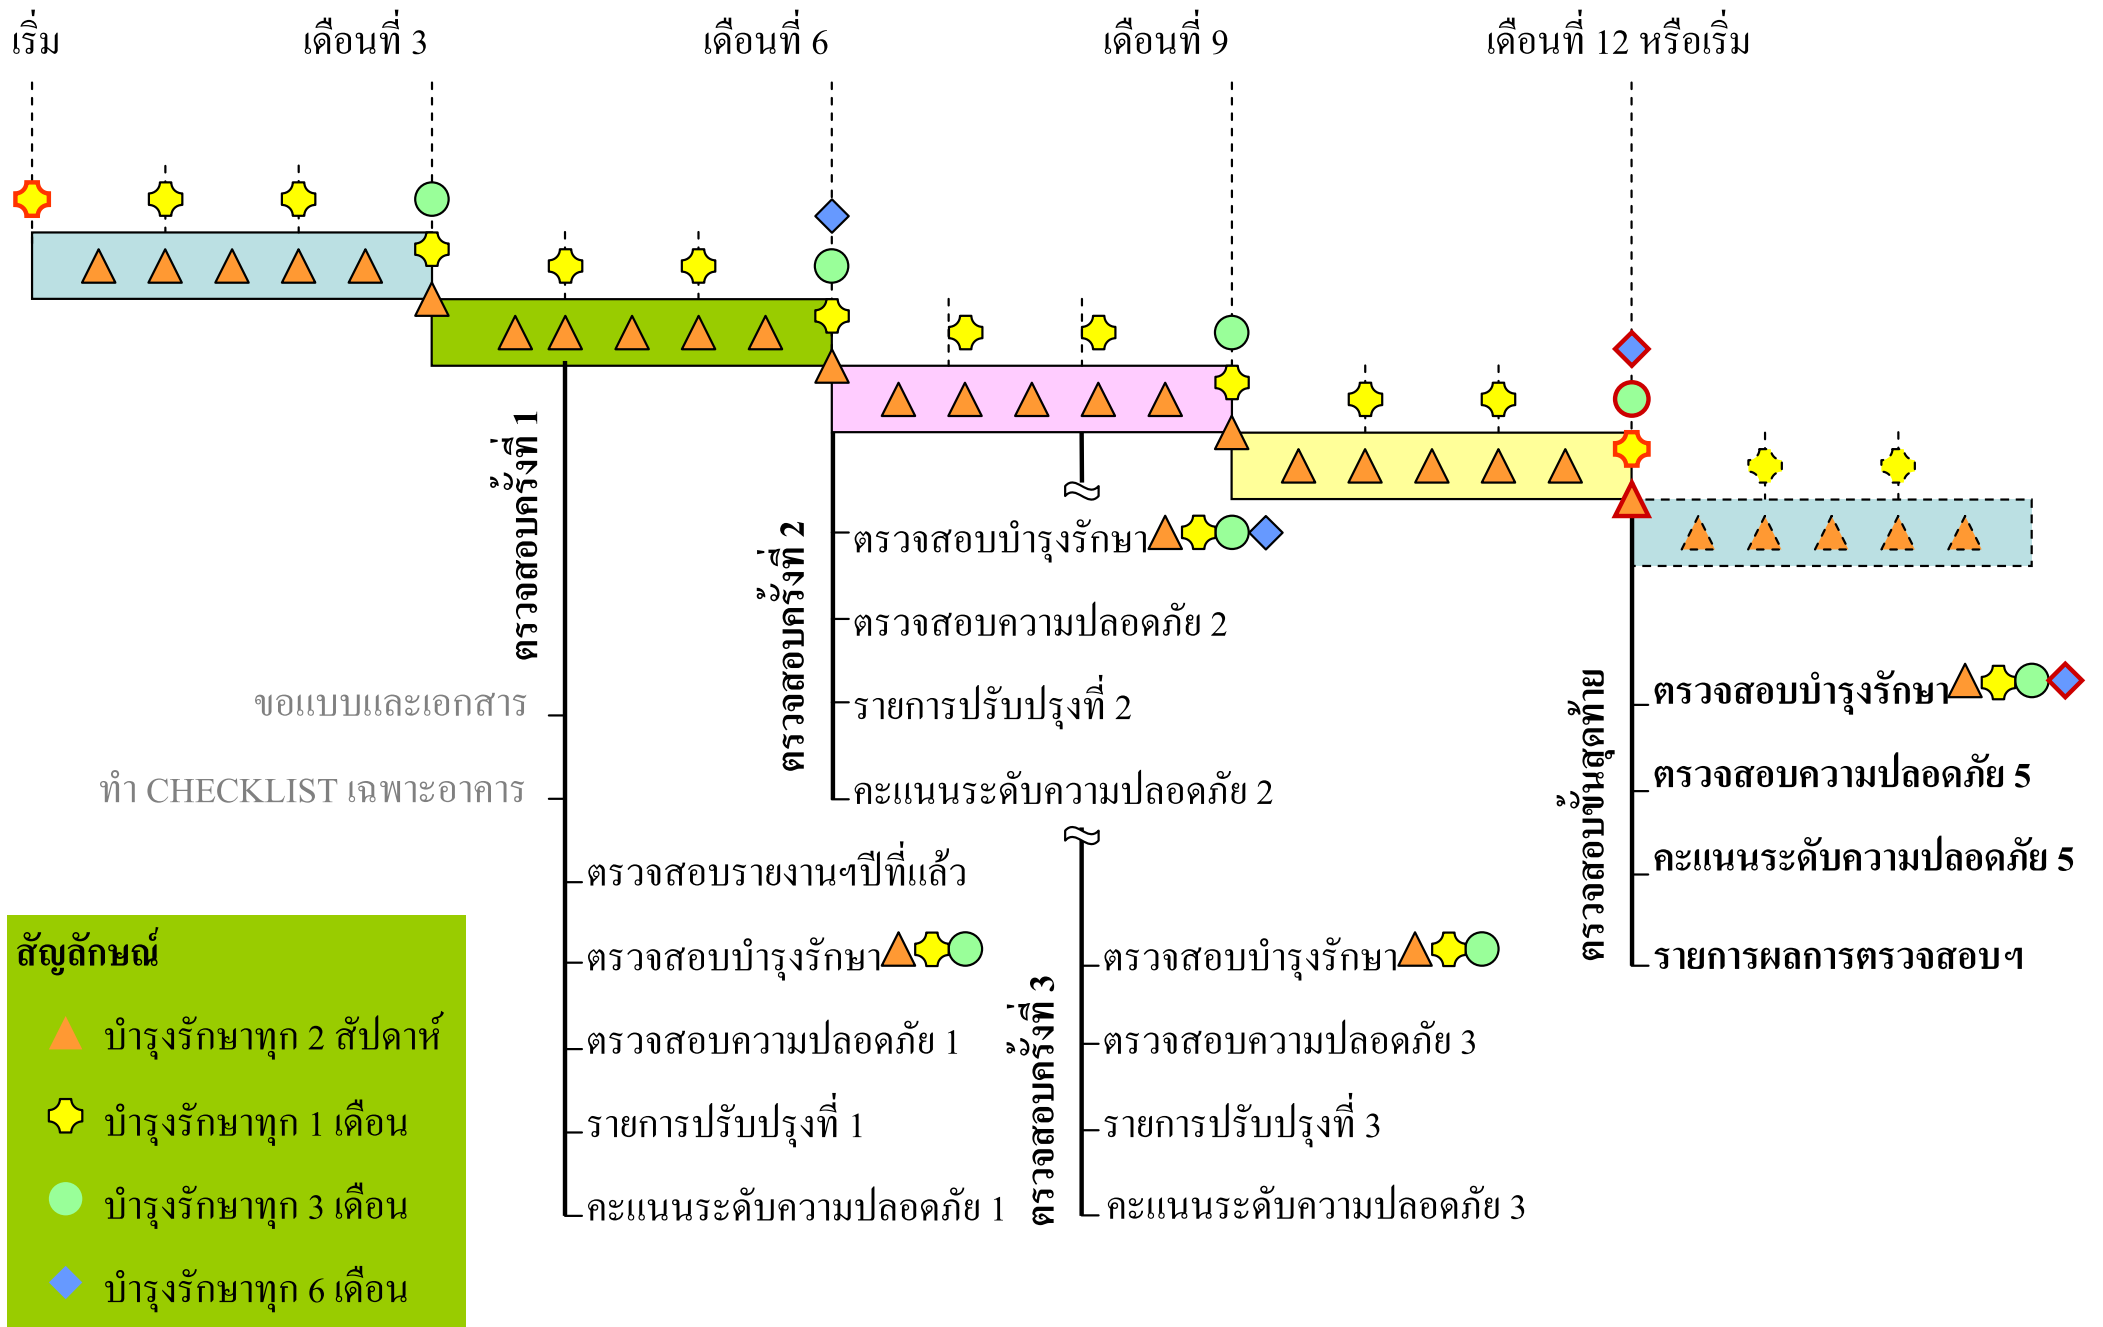 เริ่ม
เดือนที่ 3
เดือนที่ 6
เดือนที่ 9
เดือนที่ 12 หรือเริ่ม
ตรวจสอบครั้งที่ 1
ขอแบบและเอกสาร
ทำ CHECKLIST เฉพาะอาคาร
ตรวจสอบรายงานฯปีที่แล้ว
ตรวจสอบบำรุงรักษา
ตรวจสอบความปลอดภัย 1
รายการปรับปรุงที่ 1
คะแนนระดับความปลอดภัย 1
ตรวจสอบครั้งที่ 2
ตรวจสอบบำรุงรักษา
ตรวจสอบความปลอดภัย 2
รายการปรับปรุงที่ 2
คะแนนระดับความปลอดภัย 2
ตรวจสอบครั้งที่ 3
ตรวจสอบบำรุงรักษา
ตรวจสอบความปลอดภัย 3
รายการปรับปรุงที่ 3
คะแนนระดับความปลอดภัย 3
ตรวจสอบขั้นสุดท้าย
ตรวจสอบบำรุงรักษา
ตรวจสอบความปลอดภัย 5
คะแนนระดับความปลอดภัย 5
รายการผลการตรวจสอบฯ
สัญลักษณ์
บำรุงรักษาทุก 2 สัปดาห์
บำรุงรักษาทุก 1 เดือน
บำรุงรักษาทุก 3 เดือน
บำรุงรักษาทุก 6 เดือน